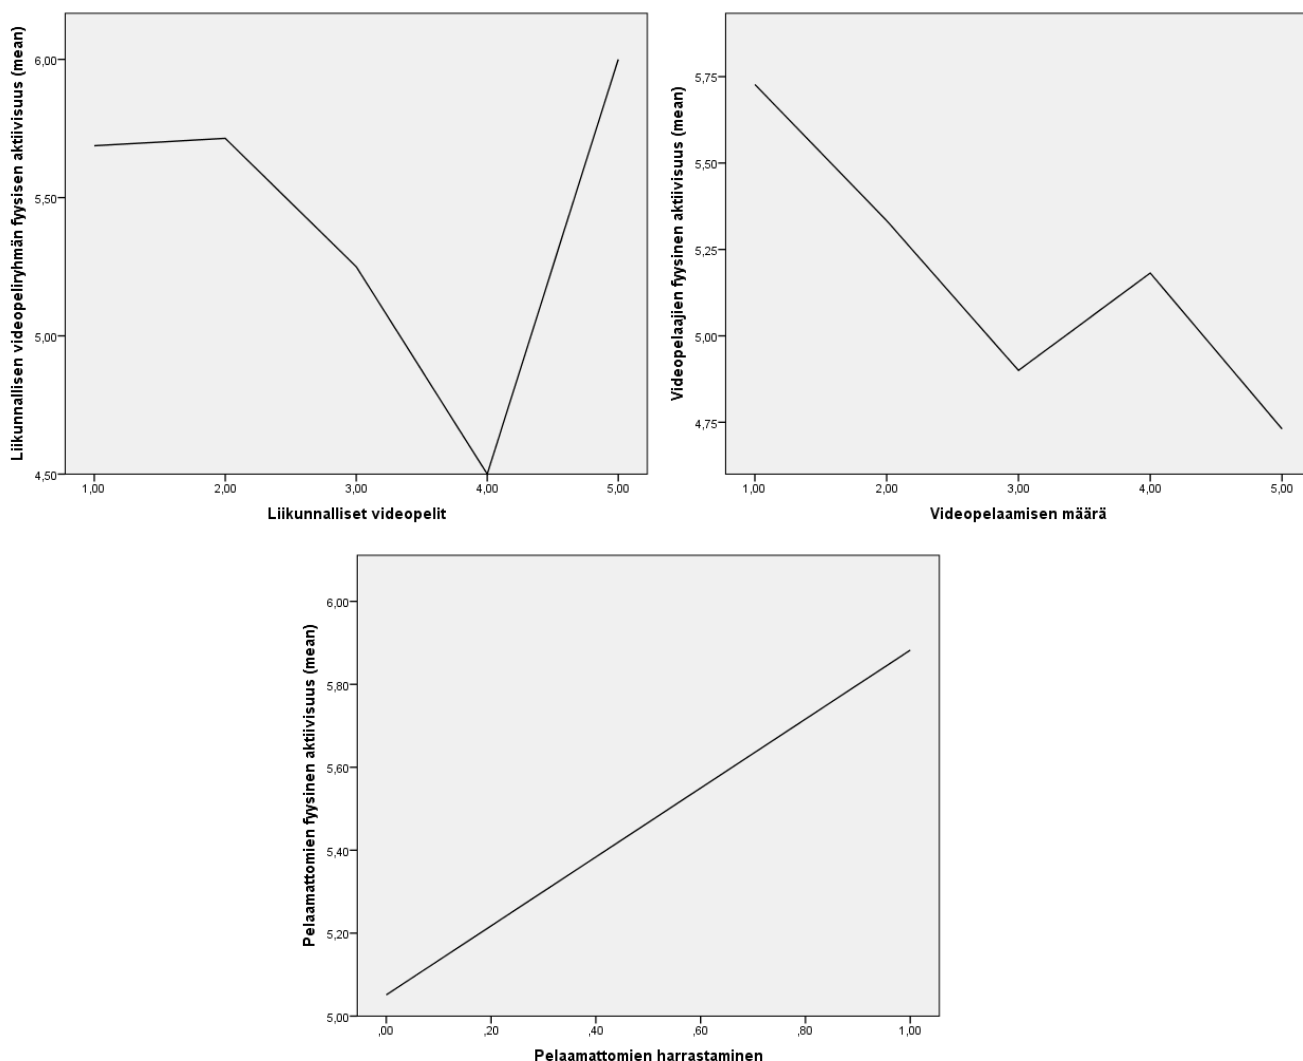 Liikunnallisen videopeliryhmän fyysisen aktiivisuus (mean)
6,00
5,50
5,00
4,50
1,00 2,00 3,00 4,00 5,00
Liikunnalliset videopelit
Videopelaajien fyysinen aktiivisuus (mean)
5,75
5,50
5,25
5,00
4,75
1,00 2,00 3,00 4,00 5,00
Videopelaamisen määrä
Pelaamattomien fyysinen aktiivisuus (mean)
6,00
5,80
5,60
5,40
5,20
5,00
,00 ,20 ,40 ,60 ,80 1,00
Pelaamattomien harrastaminen